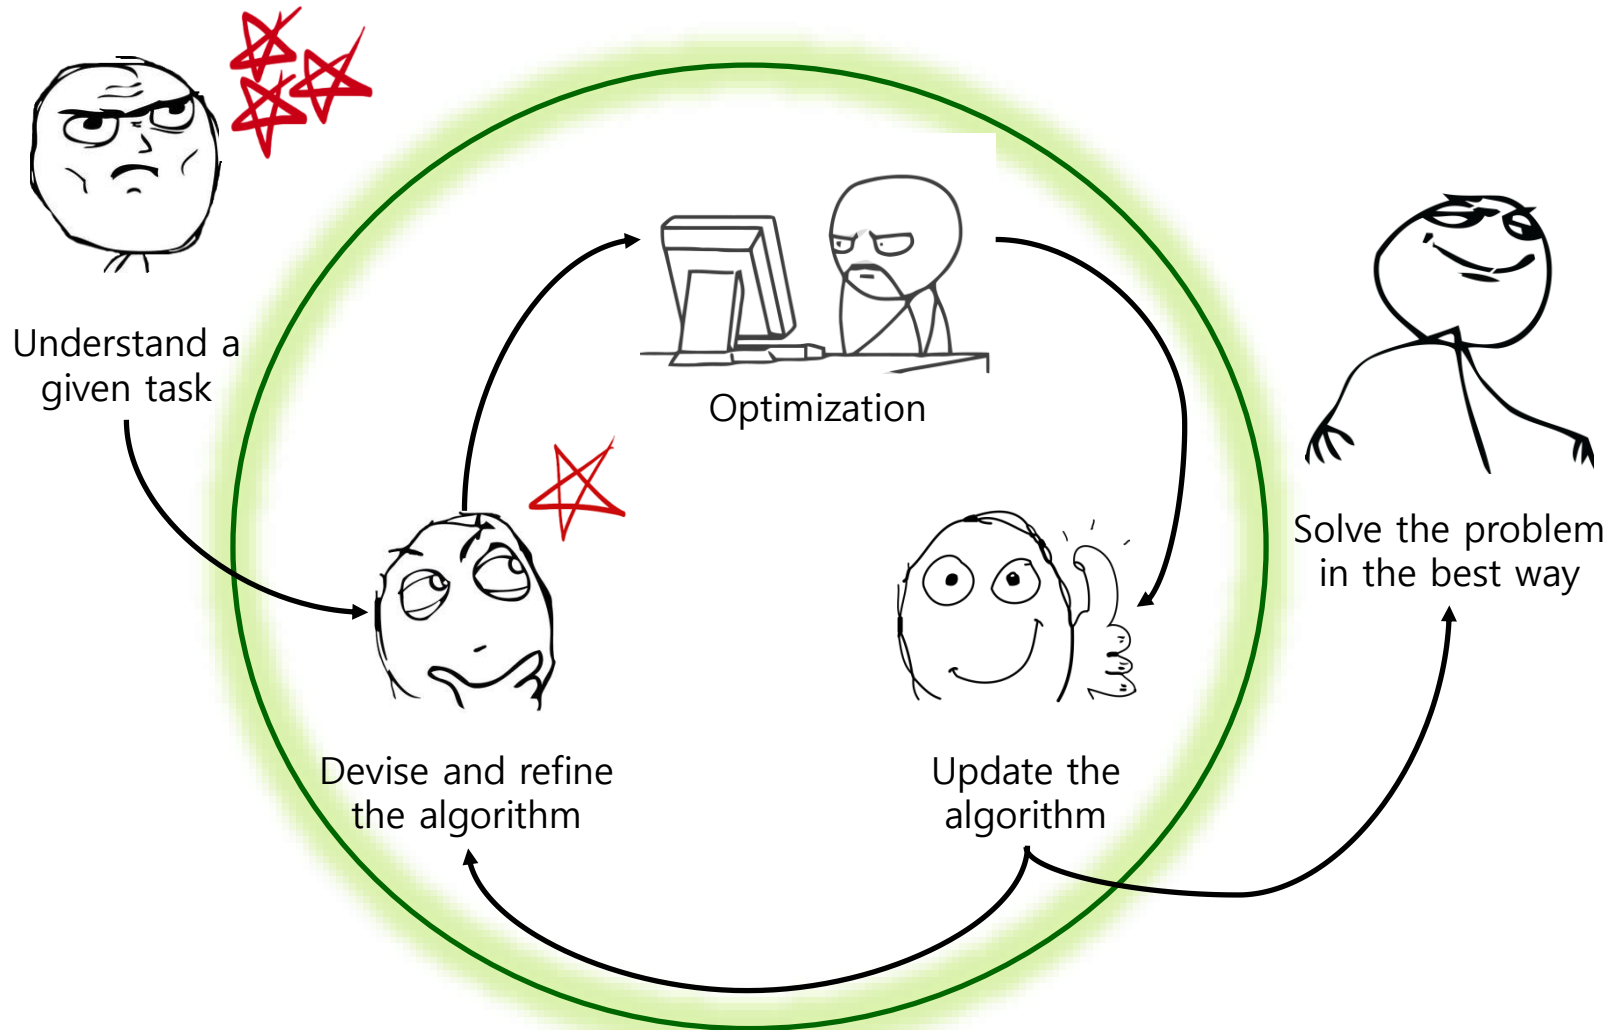 Understand a
given task
Optimization
Solve the problem
in the best way
Devise and refine
the algorithm
Update the
algorithm